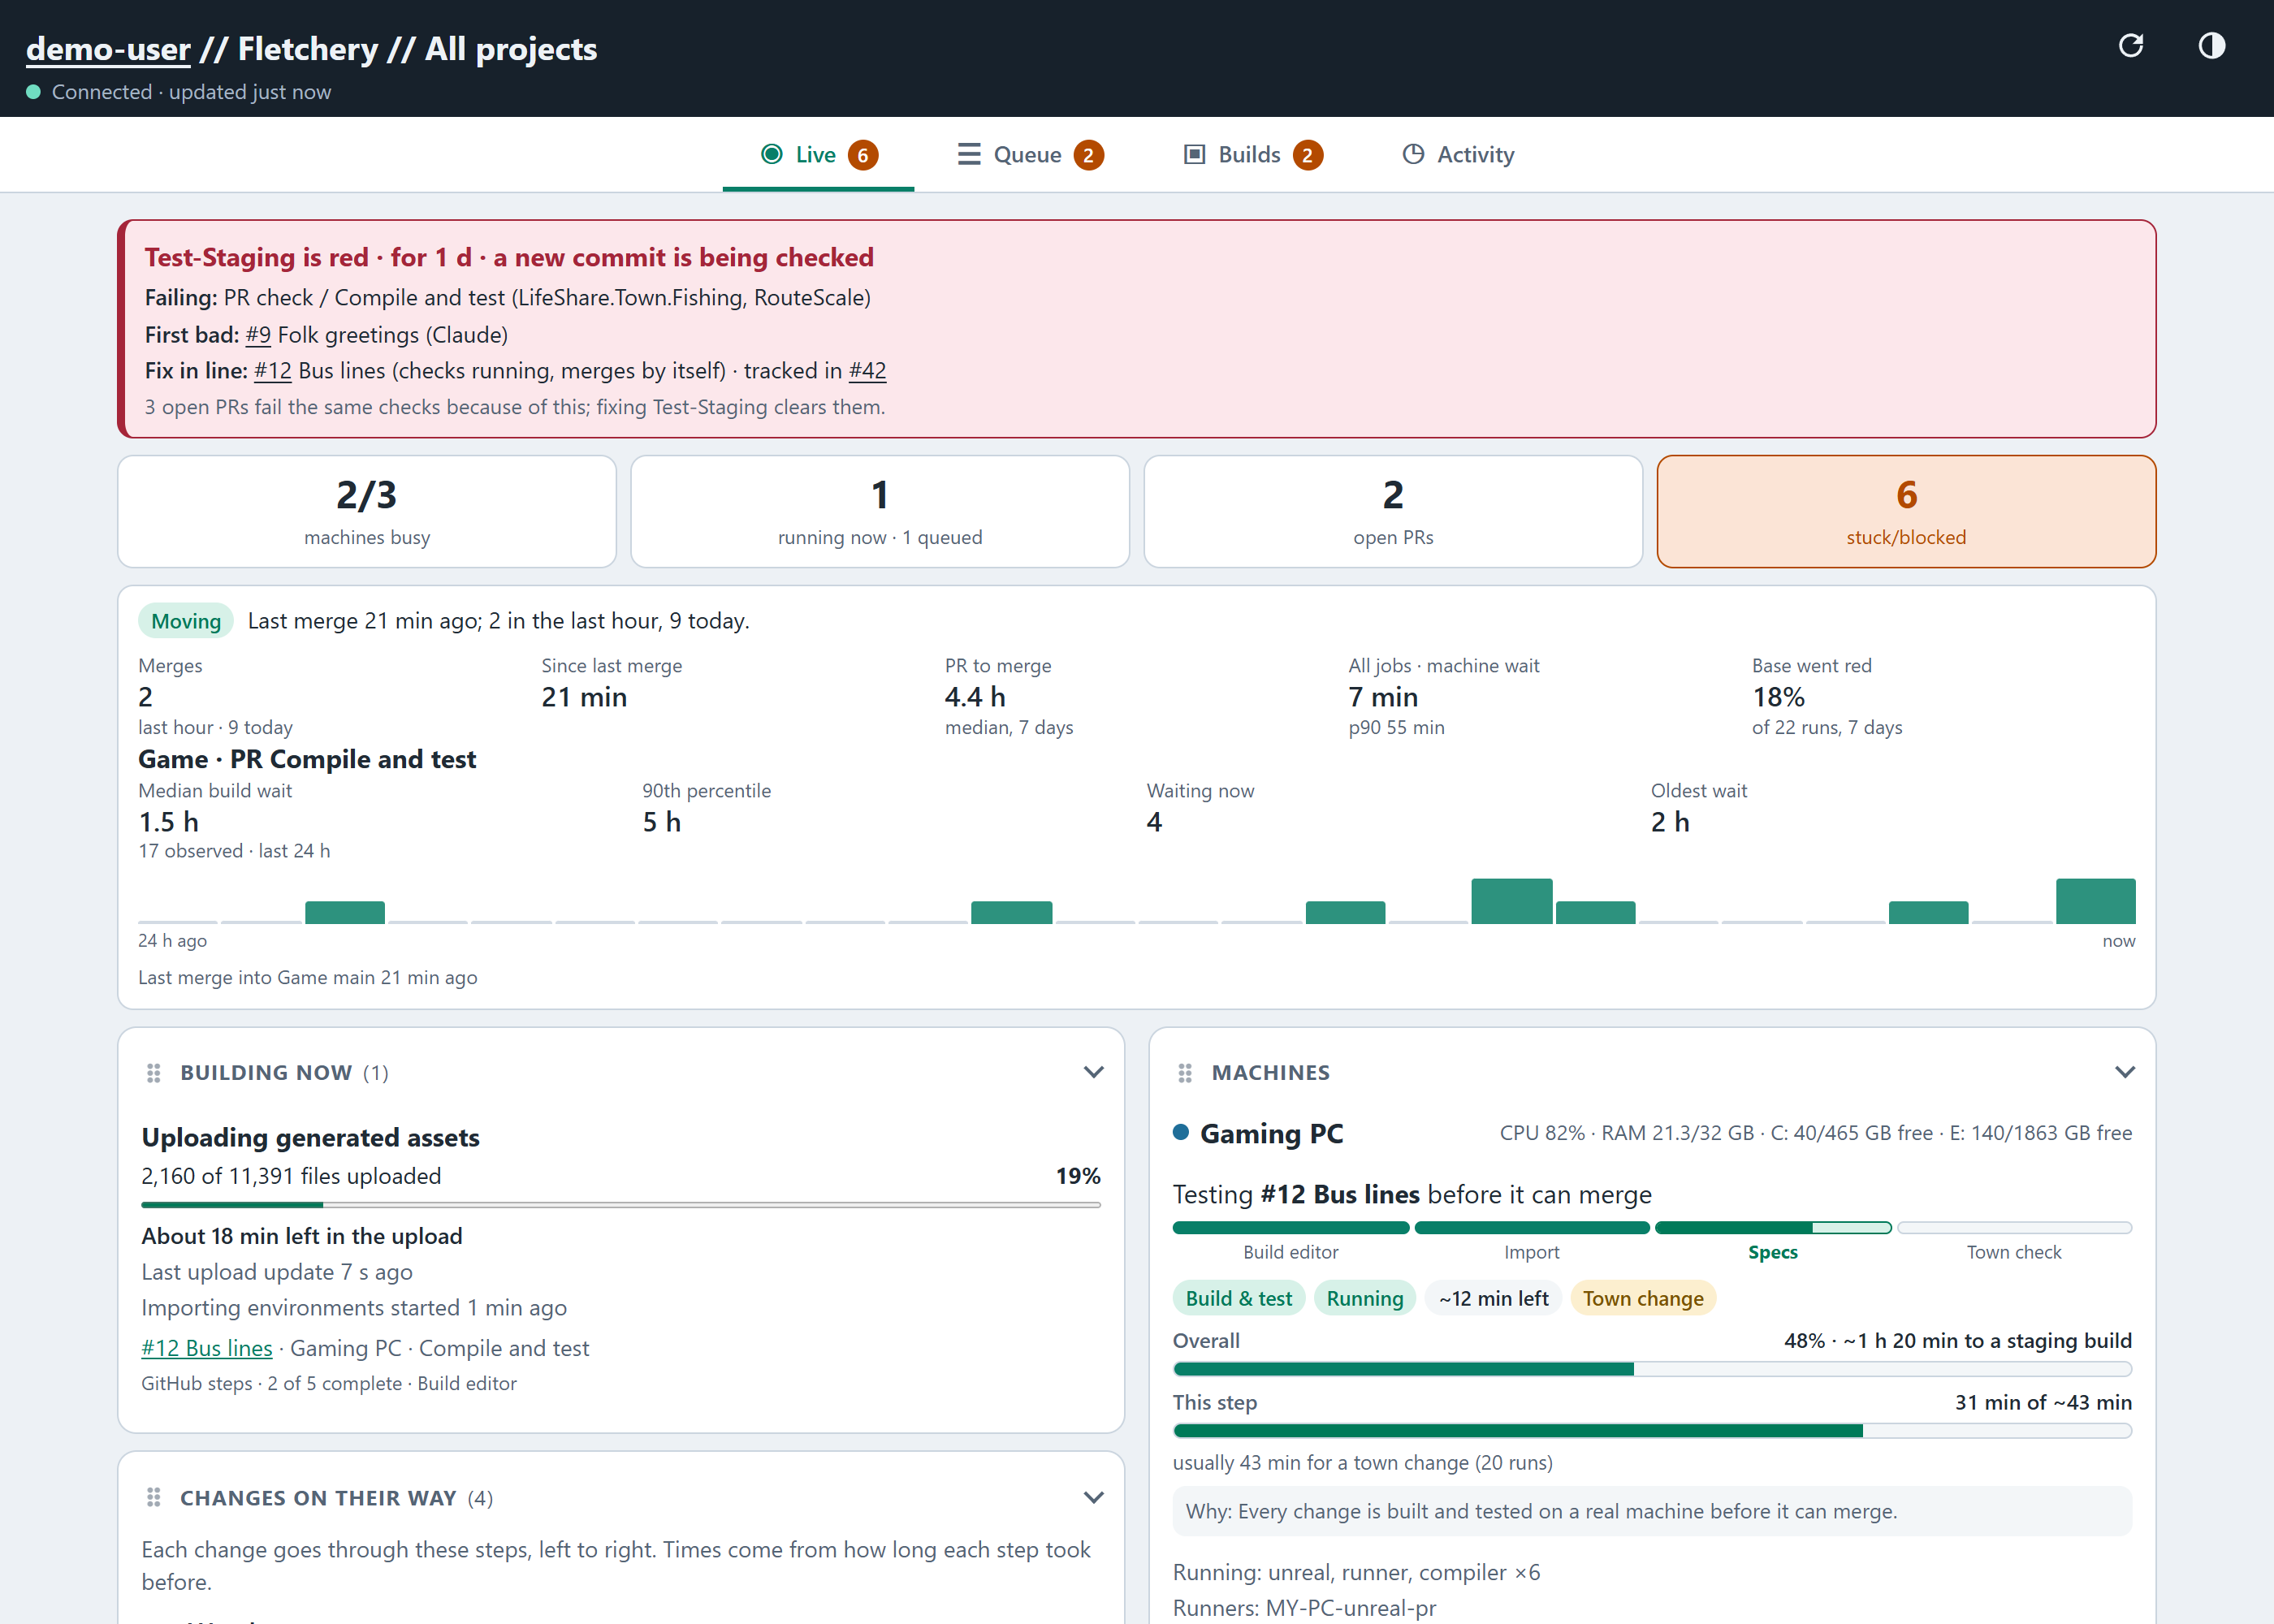 demo-user // Fletchery // All projects
Connected · updated just now
Live 6
Queue 2
Builds 2
Activity
Test-Staging is red · for 1 d · a new commit is being checked
Failing: PR check / Compile and test (LifeShare.Town.Fishing, RouteScale)
First bad: #9 Folk greetings (Claude)
Fix in line: #12 Bus lines (checks running, merges by itself) · tracked in #42
3 open PRs fail the same checks because of this; fixing Test-Staging clears them.
2/3
machines busy
1
running now · 1 queued
2
open PRs
6
stuck/blocked
Moving Last merge 21 min ago; 2 in the last hour, 9 today.
Merges
2
last hour · 9 today
Since last merge
21 min
PR to merge
4.4 h
median, 7 days
All jobs · machine wait
7 min
p90 55 min
Base went red
18%
of 22 runs, 7 days
Game · PR Compile and test
Median build wait
1.5 h
17 observed · last 24 h
90th percentile
5 h
Waiting now
4
Oldest wait
2 h
24 h ago
now
Last merge into Game main 21 min ago
BUILDING NOW (1)
Uploading generated assets
2,160 of 11,391 files uploaded 19%
About 18 min left in the upload
Last upload update 7 s ago
Importing environments started 1 min ago
#12 Bus lines · Gaming PC · Compile and test
GitHub steps · 2 of 5 complete · Build editor
CHANGES ON THEIR WAY (4)
Each change goes through these steps, left to right. Times come from how long each step took
before.
MACHINES
Gaming PC CPU 82% · RAM 21.3/32 GB · C: 40/465 GB free · E: 140/1863 GB free
Testing #12 Bus lines before it can merge
Build editor
Import
Specs
Town check
Build & test
Running
~12 min left
Town change
Overall 48% · ~1 h 20 min to a staging build
This step 31 min of ~43 min
usually 43 min for a town change (20 runs)
Why: Every change is built and tested on a real machine before it can merge.
Running: unreal, runner, compiler ×6
Runners: MY-PC-unreal-pr